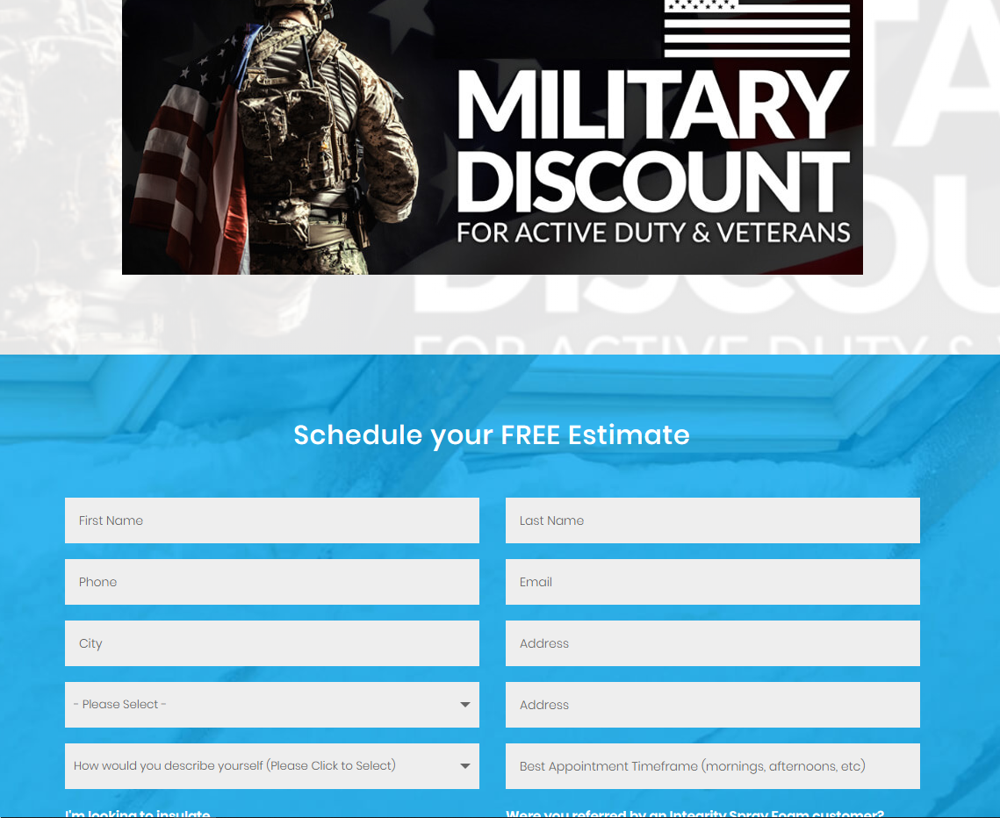 MILITARY
DISCOUNT
FOR ACTIVE DUTY & VETERANS
Schedule your FREE Estimate
First Name
Last Name
Phone
Email
City
Address
- Please Select -
Address
How would you describe yourself (Please Click to Select)
Best Appointment Timeframe (mornings, afternoons, etc)
I'm looking to insulate
Were you referred by an Integrity Spray Foam customer?